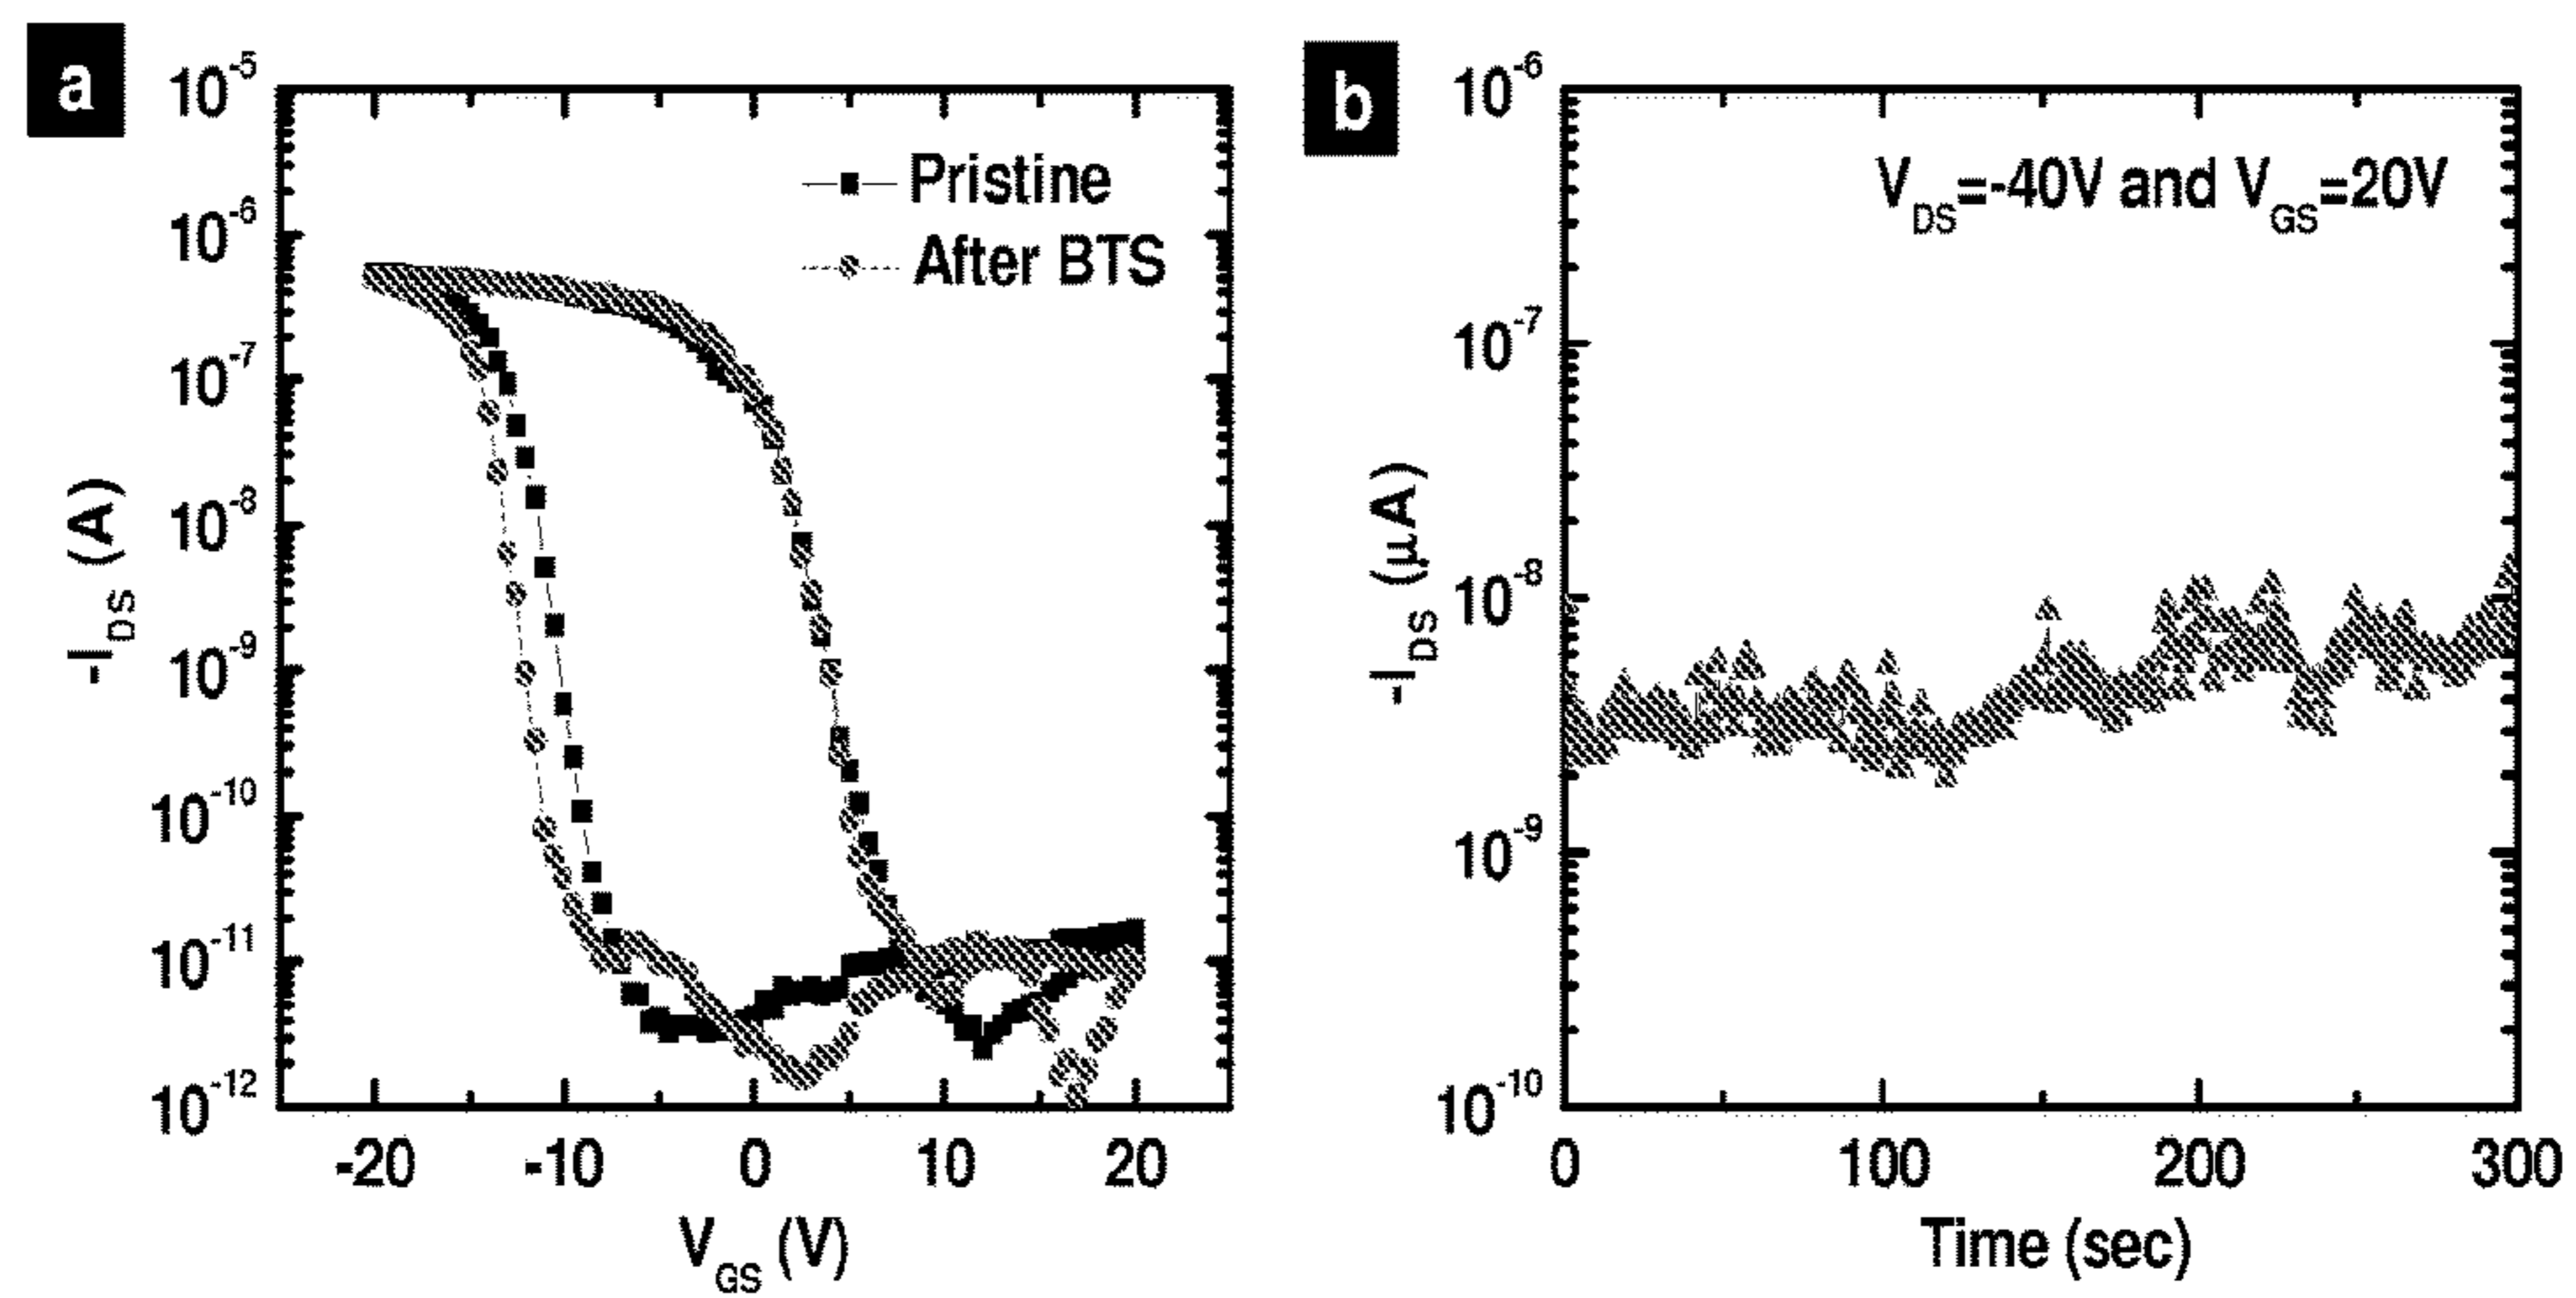 a
10^-5
10^-6
10^-7
10^-8
10^-9
10^-10
10^-11
10^-12
-I_DS (A)
Pristine
After BTS
-20 -10 0 10 20
V_GS (V)
b
10^-6
10^-7
10^-8
10^-9
10^-10
-I_DS (μA)
V_DS=-40V and V_GS=20V
0 100 200 300
Time (sec)